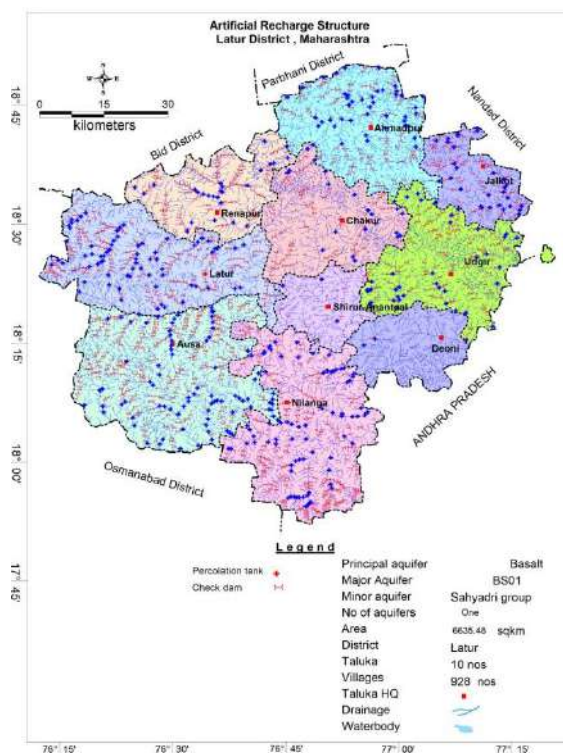 Artificial Recharge Structure
Latur District , Maharashtra
Parbhani District
N
W
E
S
0 15 30
kilometers
18° 45'
Nanded District
Ahmadpur
Bid District
Jalkot
18° 30'
Renapur
Chakur
Udgir
Latur
Shirur-Anantpal
18° 15'
Ausa
Deoni
Nilanga
ANDHRA PRADESH
18° 00'
Osmanabad District
Legend
Percolation tank
Check dam
Principal aquifer Basalt
Major Aquifer BS01
Minor aquifer Sahyadri group
No of aquifers One
Area 6635.48 sqkm
District Latur
Taluka 10 nos
Villages 928 nos
Taluka HQ
Drainage
Waterbody
17° 45'
76° 15' 76° 30' 76° 45' 77° 00' 77° 15'